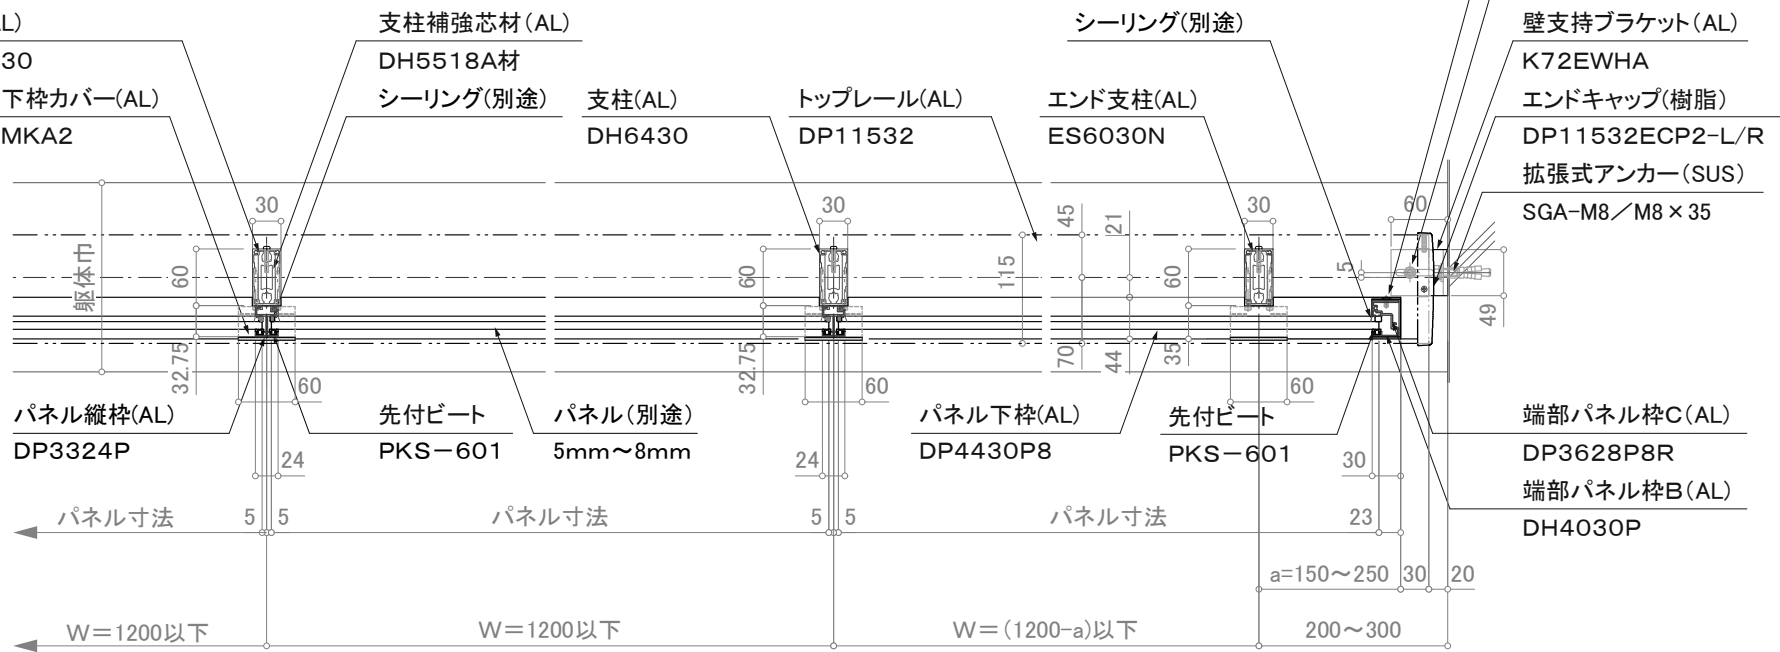 L)
30
下枠カバー(AL)
MKA2
支柱補強芯材(AL)
DH5518A材
シーリング(別途)
支柱(AL)
DH6430
トップレール(AL)
DP11532
シーリング(別途)
エンド支柱(AL)
ES6030N
壁支持ブラケット(AL)
K72EWHA
エンドキャップ(樹脂)
DP11532ECP2-L/R
拡張式アンカー(SUS)
SGA-M8／M8×35
30
30
30
60
45
21
躯体巾
60
60
115
60
5
49
32.75
32.75
70
44
35
60
60
60
パネル縦枠(AL)
DP3324P
先付ビート
PKS-601
パネル(別途)
5mm～8mm
パネル下枠(AL)
DP4430P8
先付ビート
PKS-601
端部パネル枠C(AL)
DP3628P8R
端部パネル枠B(AL)
DH4030P
24
24
30
パネル寸法
5
5
パネル寸法
5
5
パネル寸法
23
a=150～250
30
20
W=1200以下
W=1200以下
W=(1200-a)以下
200～300